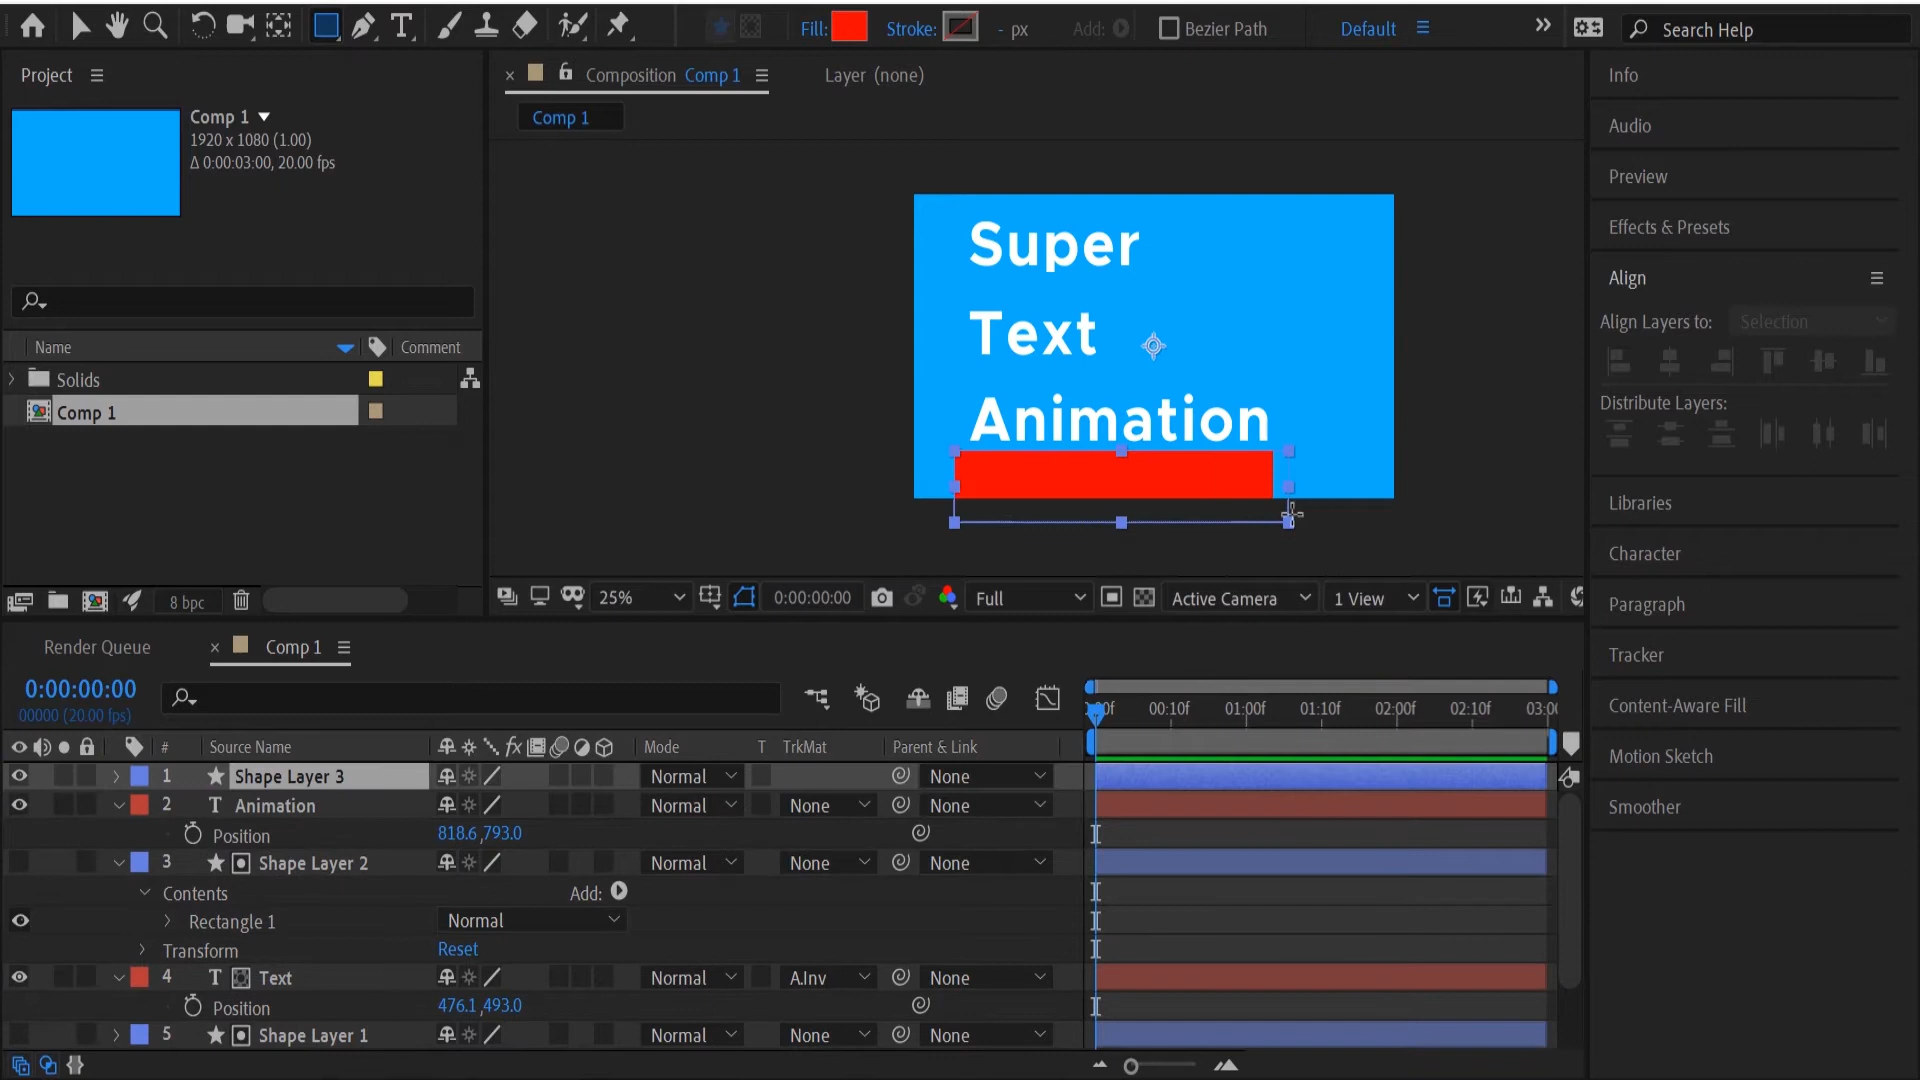 Fill:
Stroke:
- px
Add:
Bezier Path
Default
Search Help
Project
Comp 1
1920 x 1080 (1.00)
Δ 0:00:03:00, 20.00 fps
Name
Comment
Solids
Comp 1
8 bpc
Composition Comp 1
Layer (none)
Comp 1
Super
Text
Animation
25%
0:00:00:00
Full
Active Camera
1 View
Info
Audio
Preview
Effects & Presets
Align
Align Layers to:
Selection
Distribute Layers:
Libraries
Character
Paragraph
Tracker
Content-Aware Fill
Motion Sketch
Smoother
Render Queue
Comp 1
0:00:00:00
00000 (20.00 fps)
00:10f
01:00f
01:10f
02:00f
02:10f
# Source Name
fx
Mode
T TrkMat
Parent & Link
1 Shape Layer 3 Normal None
2 T Animation Normal None None
Position 818.6,793.0
3 Shape Layer 2 Normal None None
Contents Add:
Rectangle 1 Normal
Transform Reset
4 T Text Normal A.Inv None
Position 476.1,493.0
5 Shape Layer 1 Normal None None